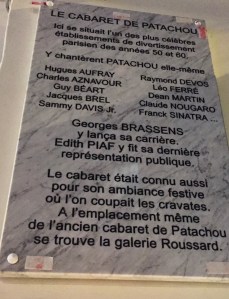 LE CABARET DE PATACHOU
Ici se situait l'un des plus célèbres
établissements de divertissement
parisien des années 50 et 60.
Y chantèrent PATACHOU elle-même
Hugues AUFRAY Raymond DEVOS
Charles AZNAVOUR Léo FERRÉ
Guy BÉART Dean MARTIN
Jacques BREL Claude NOUGARO
Sammy DAVIS-Jr. Franck SINATRA ...
Georges BRASSENS
y lança sa carrière.
Edith PIAF y fit sa dernière
représentation publique.
Le cabaret était connu aussi
pour son ambiance festive
où l'on coupait les cravates.
A l'emplacement même
de l'ancien cabaret de Patachou
se trouve la galerie Roussard.